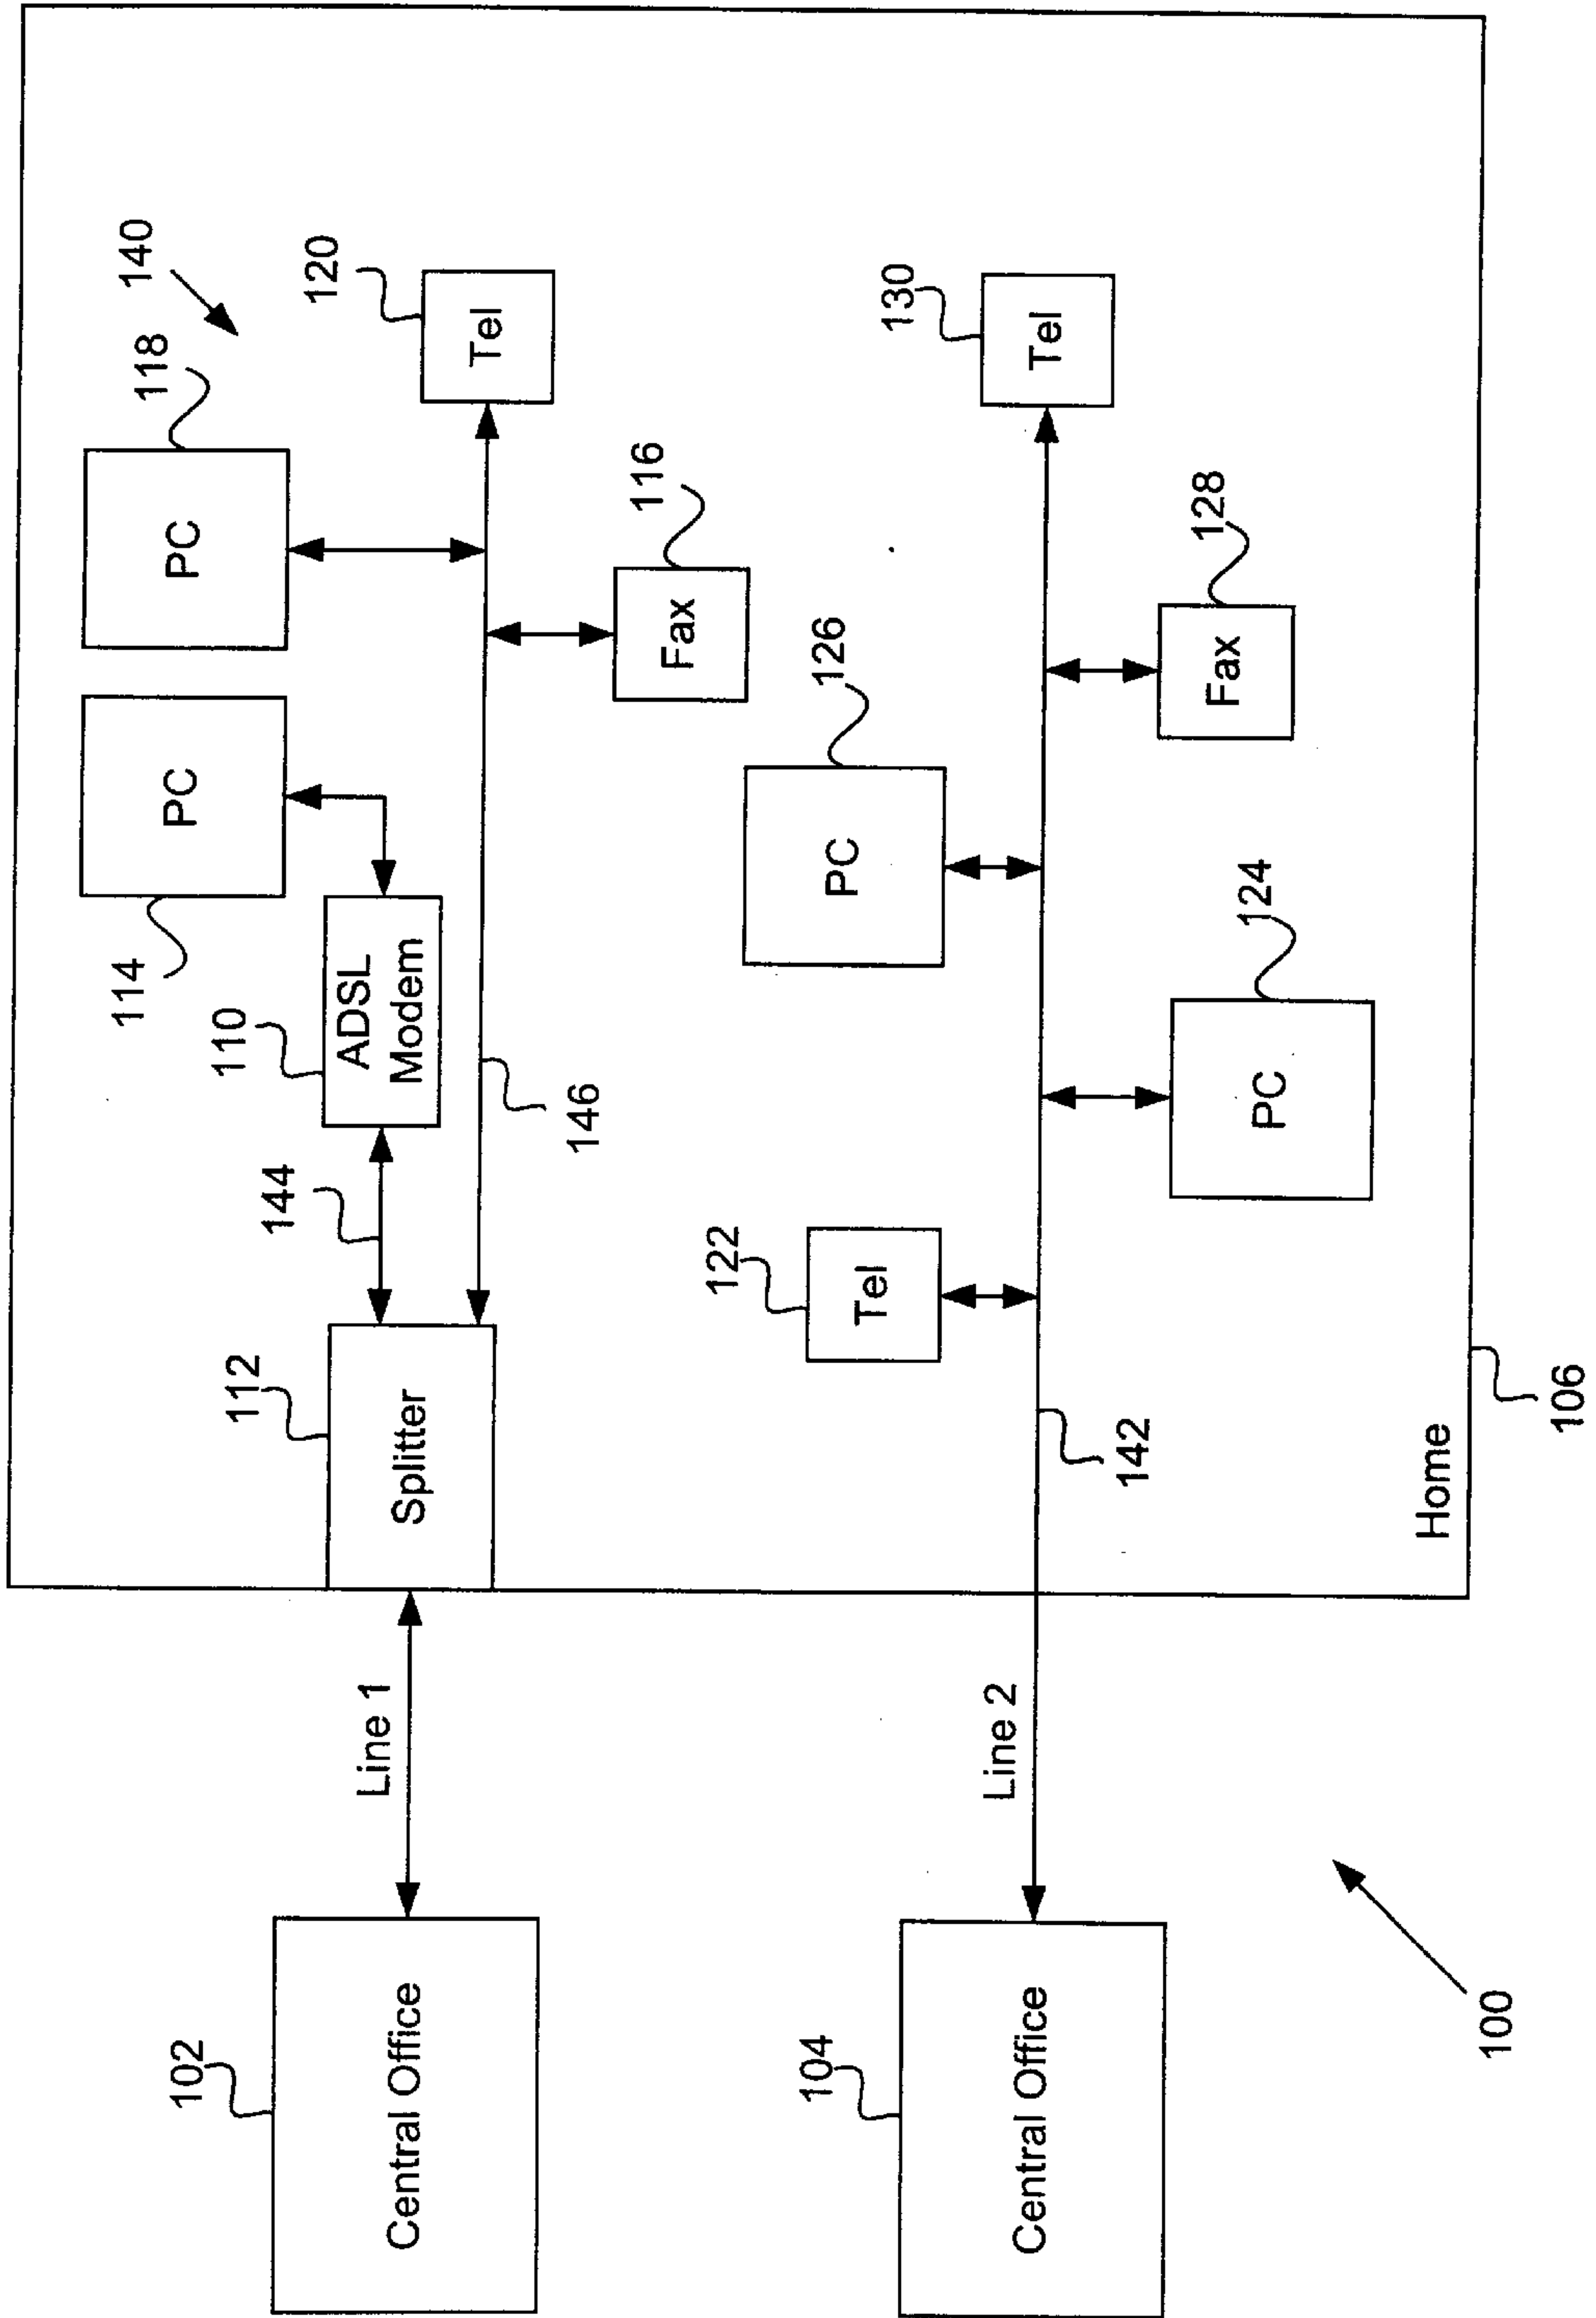 140
118
120
PC
Tel
114
PC
116
Fax
110
ADSL
Modem
144
146
112
Splitter
Line 1
102
Central Office
130
Tel
126
PC
128
Fax
122
Tel
124
PC
142
Home
106
Line 2
104
Central Office
100